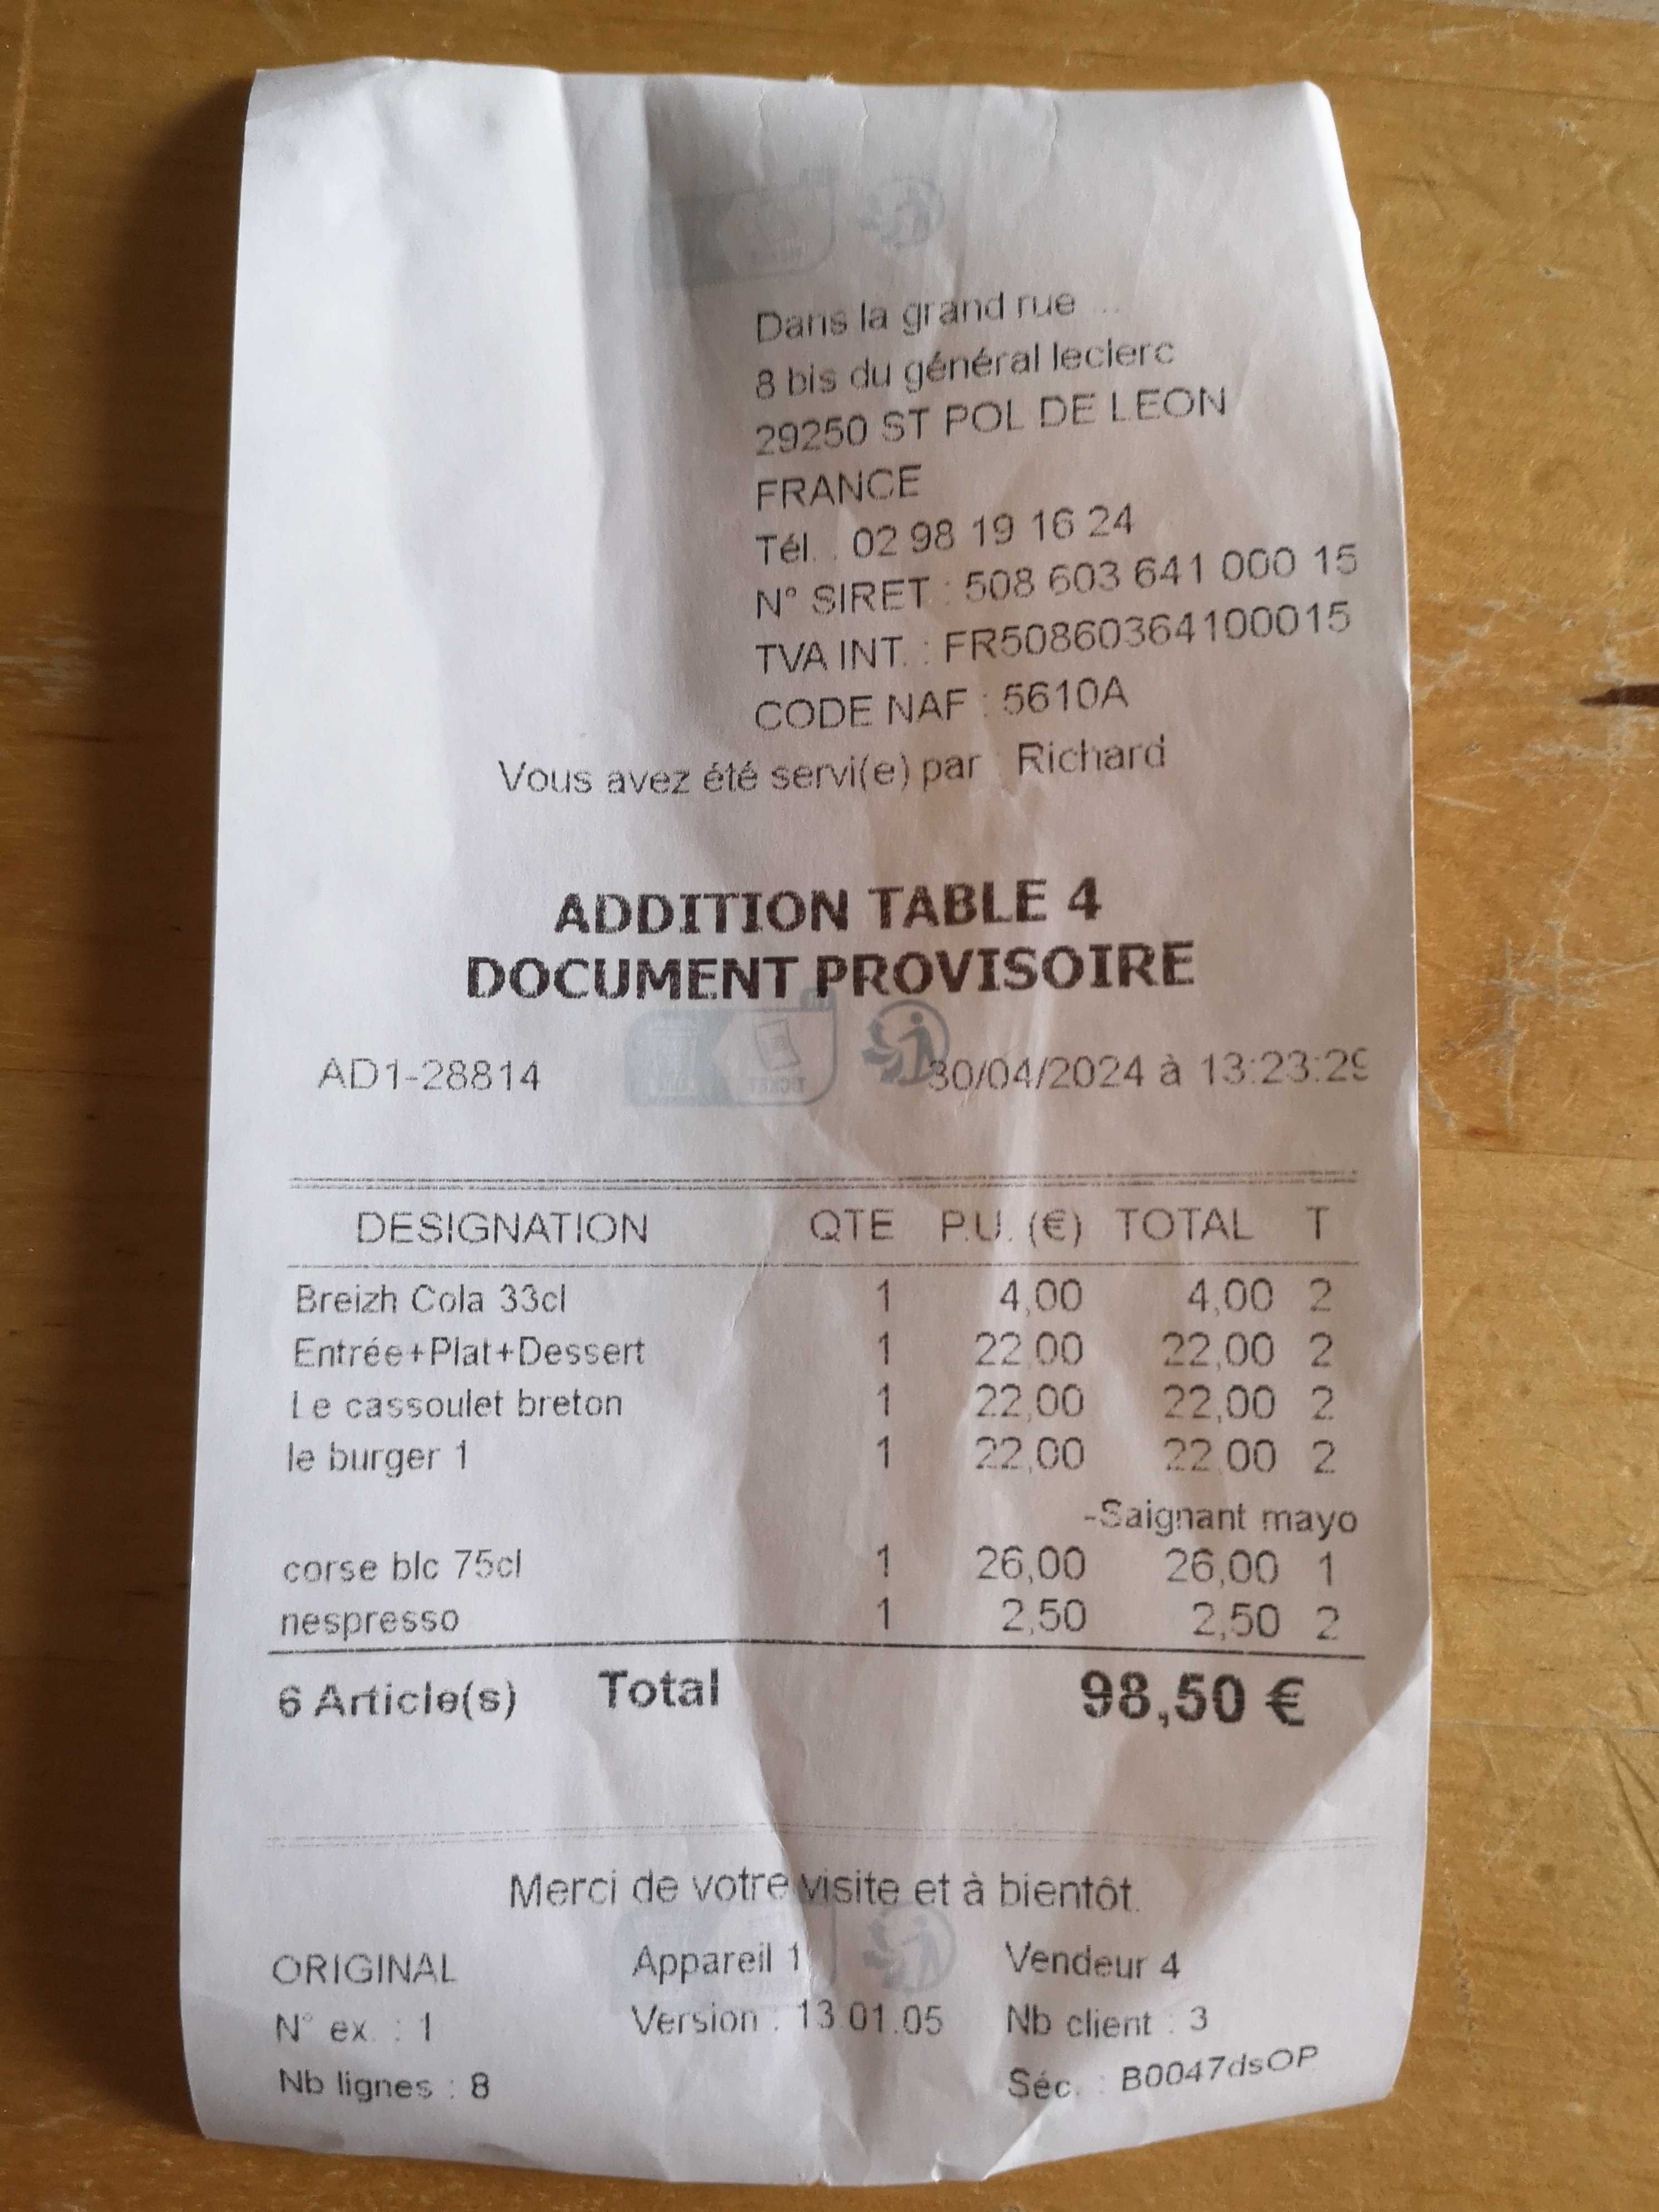 Dans la grand rue ...
8 bis du général leclerc
29250 ST POL DE LEON
FRANCE
Tél. : 02 98 19 16 24
N° SIRET : 508 603 641 000 15
TVA INT. : FR50860364100015
CODE NAF : 5610A
Vous avez été servi(e) par : Richard
ADDITION TABLE 4
DOCUMENT PROVISOIRE
TICKET
AD1-28814 30/04/2024 à 13:23:29
DESIGNATION QTE P.U. (€) TOTAL T
Breizh Cola 33cl 1 4,00 4,00 2
Entrée+Plat+Dessert 1 22,00 22,00 2
Le cassoulet breton 1 22,00 22,00 2
le burger 1 1 22,00 22,00 2
-Saignant mayo
corse blc 75cl 1 26,00 26,00 1
nespresso 1 2,50 2,50 2
6 Article(s) Total 98,50 €
Merci de votre visite et à bientôt.
ORIGINAL Appareil 1 Vendeur 4
N° ex. : 1 Version : 13.01.05 Nb client : 3
Nb lignes : 8 Séc. : B0047dsOP